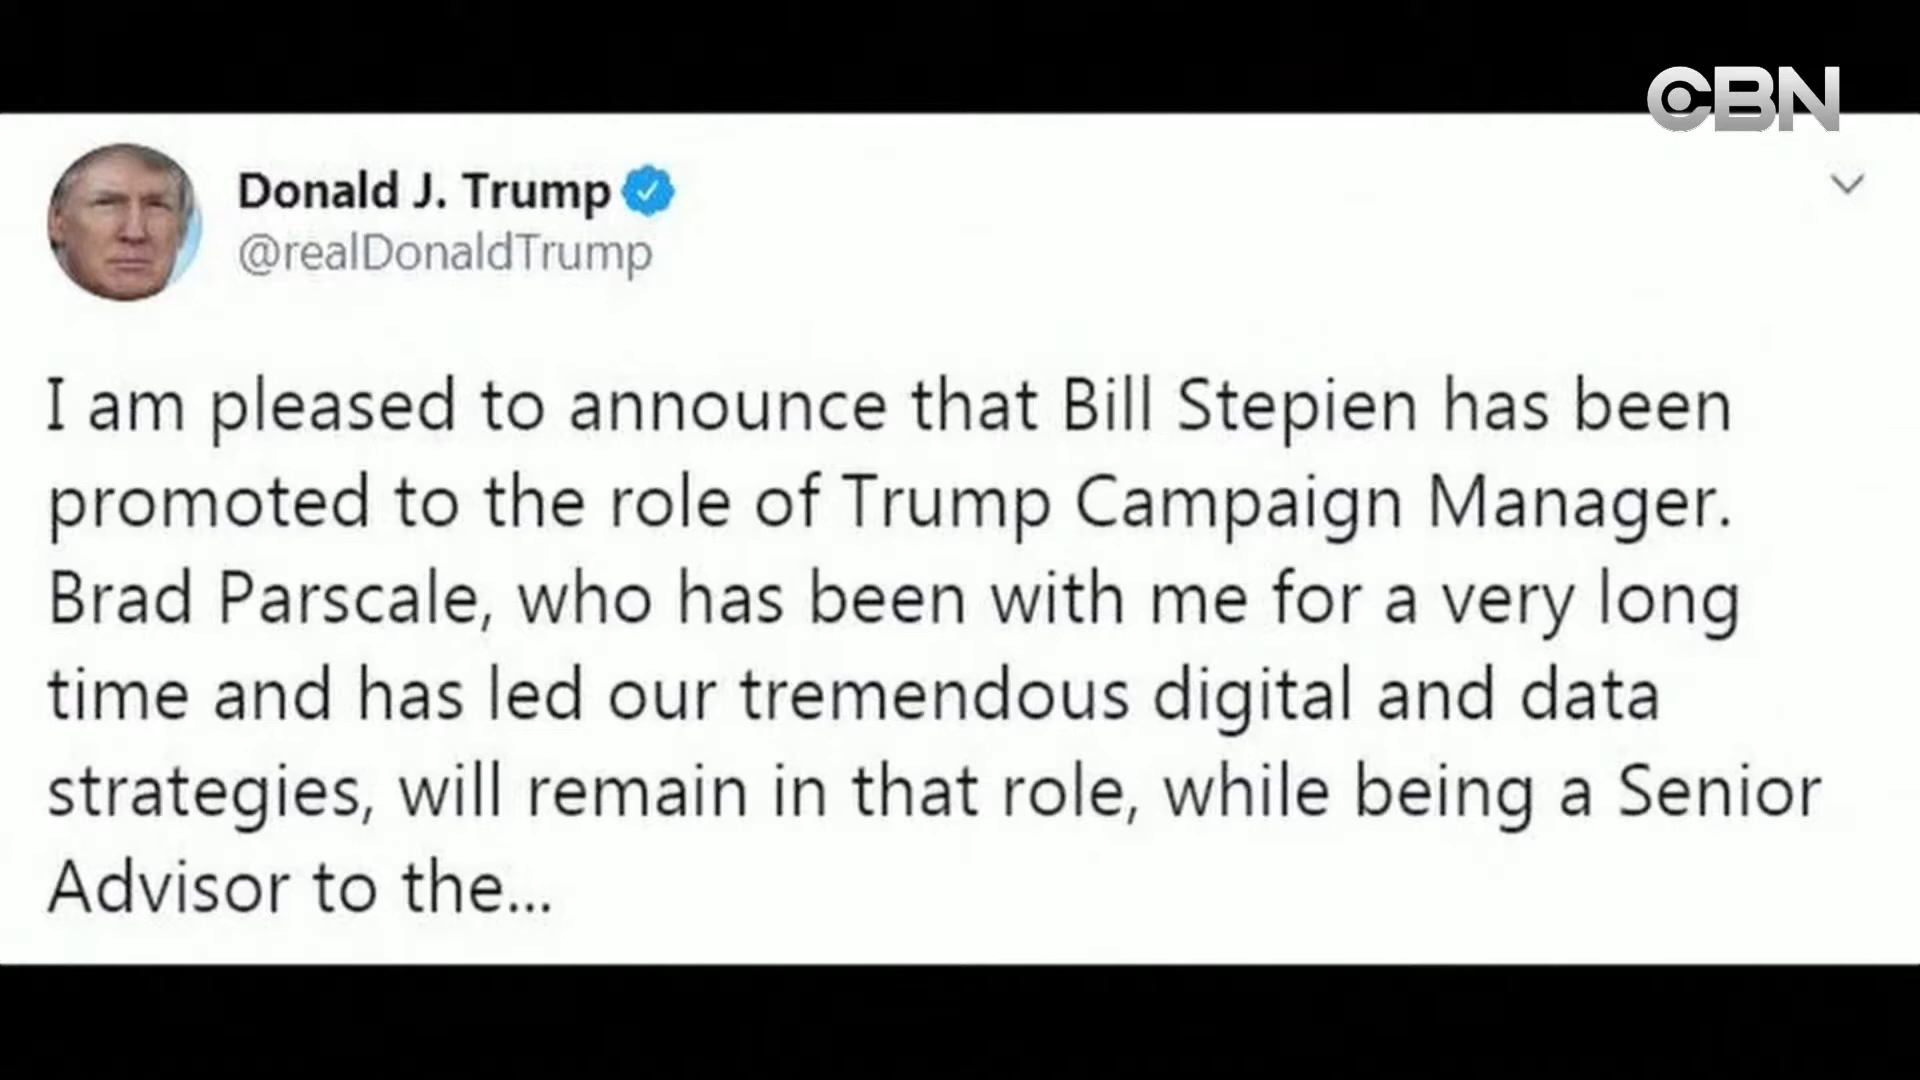 CBN
Donald J. Trump
@realDonaldTrump
I am pleased to announce that Bill Stepien has been
promoted to the role of Trump Campaign Manager.
Brad Parscale, who has been with me for a very long
time and has led our tremendous digital and data
strategies, will remain in that role, while being a Senior
Advisor to the...